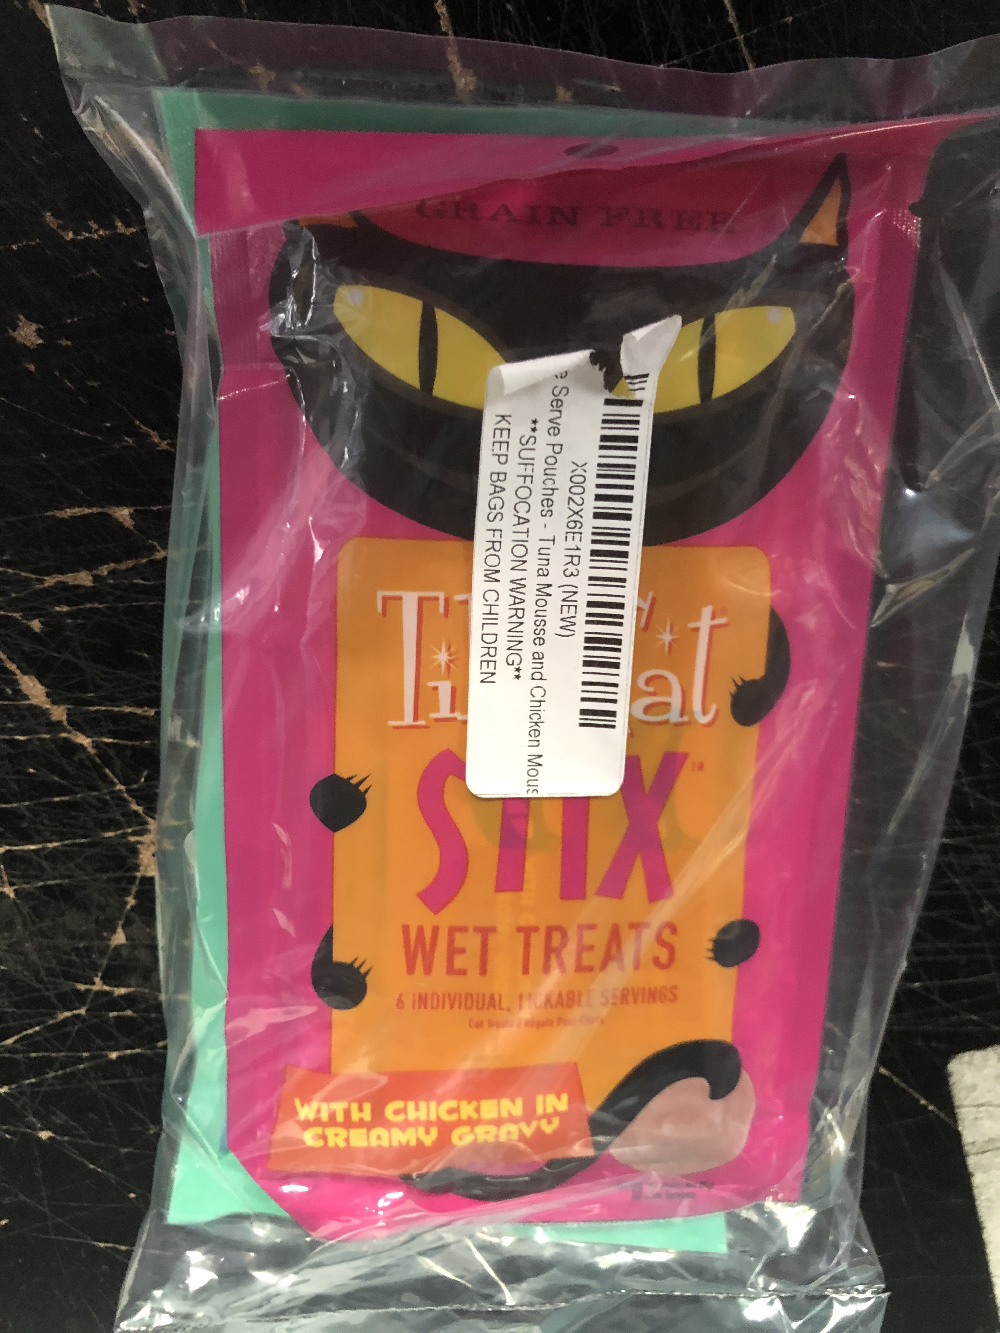 GRAIN FREE
X002X6E1R3 (NEW)
e Serve Pouches - Tuna Mousse and Chicken Mous
**SUFFOCATION WARNING**
KEEP BAGS FROM CHILDREN
STIX
WET TREATS
6 INDIVIDUAL, LICKABLE SERVINGS
WITH CHICKEN IN
CREAMY GRAVY